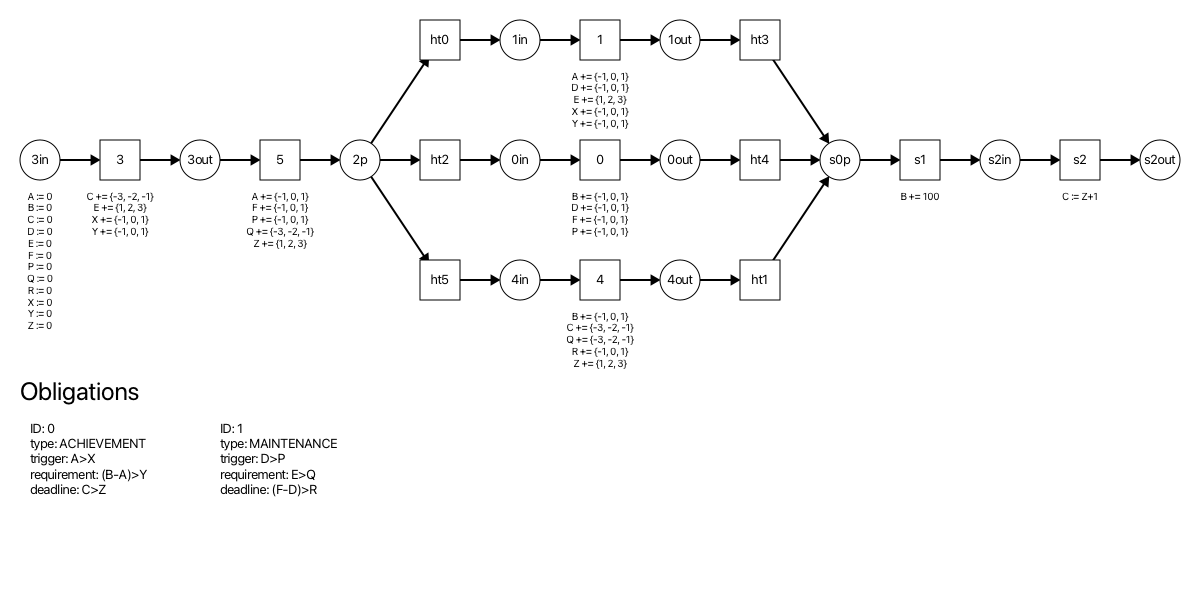 ht0
1in
1
1out
ht3
A += {-1, 0, 1}
D += {-1, 0, 1}
E += {1, 2, 3}
X += {-1, 0, 1}
Y += {-1, 0, 1}
3in
3
3out
5
2p
ht2
0in
0
0out
ht4
s0p
s1
s2in
s2
s2out
A := 0
B := 0
C := 0
D := 0
E := 0
F := 0
P := 0
Q := 0
R := 0
X := 0
Y := 0
Z := 0
C += {-3, -2, -1}
E += {1, 2, 3}
X += {-1, 0, 1}
Y += {-1, 0, 1}
A += {-1, 0, 1}
F += {-1, 0, 1}
P += {-1, 0, 1}
Q += {-3, -2, -1}
Z += {1, 2, 3}
B += {-1, 0, 1}
D += {-1, 0, 1}
F += {-1, 0, 1}
P += {-1, 0, 1}
B += 100
C := Z+1
ht5
4in
4
4out
ht1
B += {-1, 0, 1}
C += {-3, -2, -1}
Q += {-3, -2, -1}
R += {-1, 0, 1}
Z += {1, 2, 3}
Obligations
ID: 0
type: ACHIEVEMENT
trigger: A>X
requirement: (B-A)>Y
deadline: C>Z
ID: 1
type: MAINTENANCE
trigger: D>P
requirement: E>Q
deadline: (F-D)>R